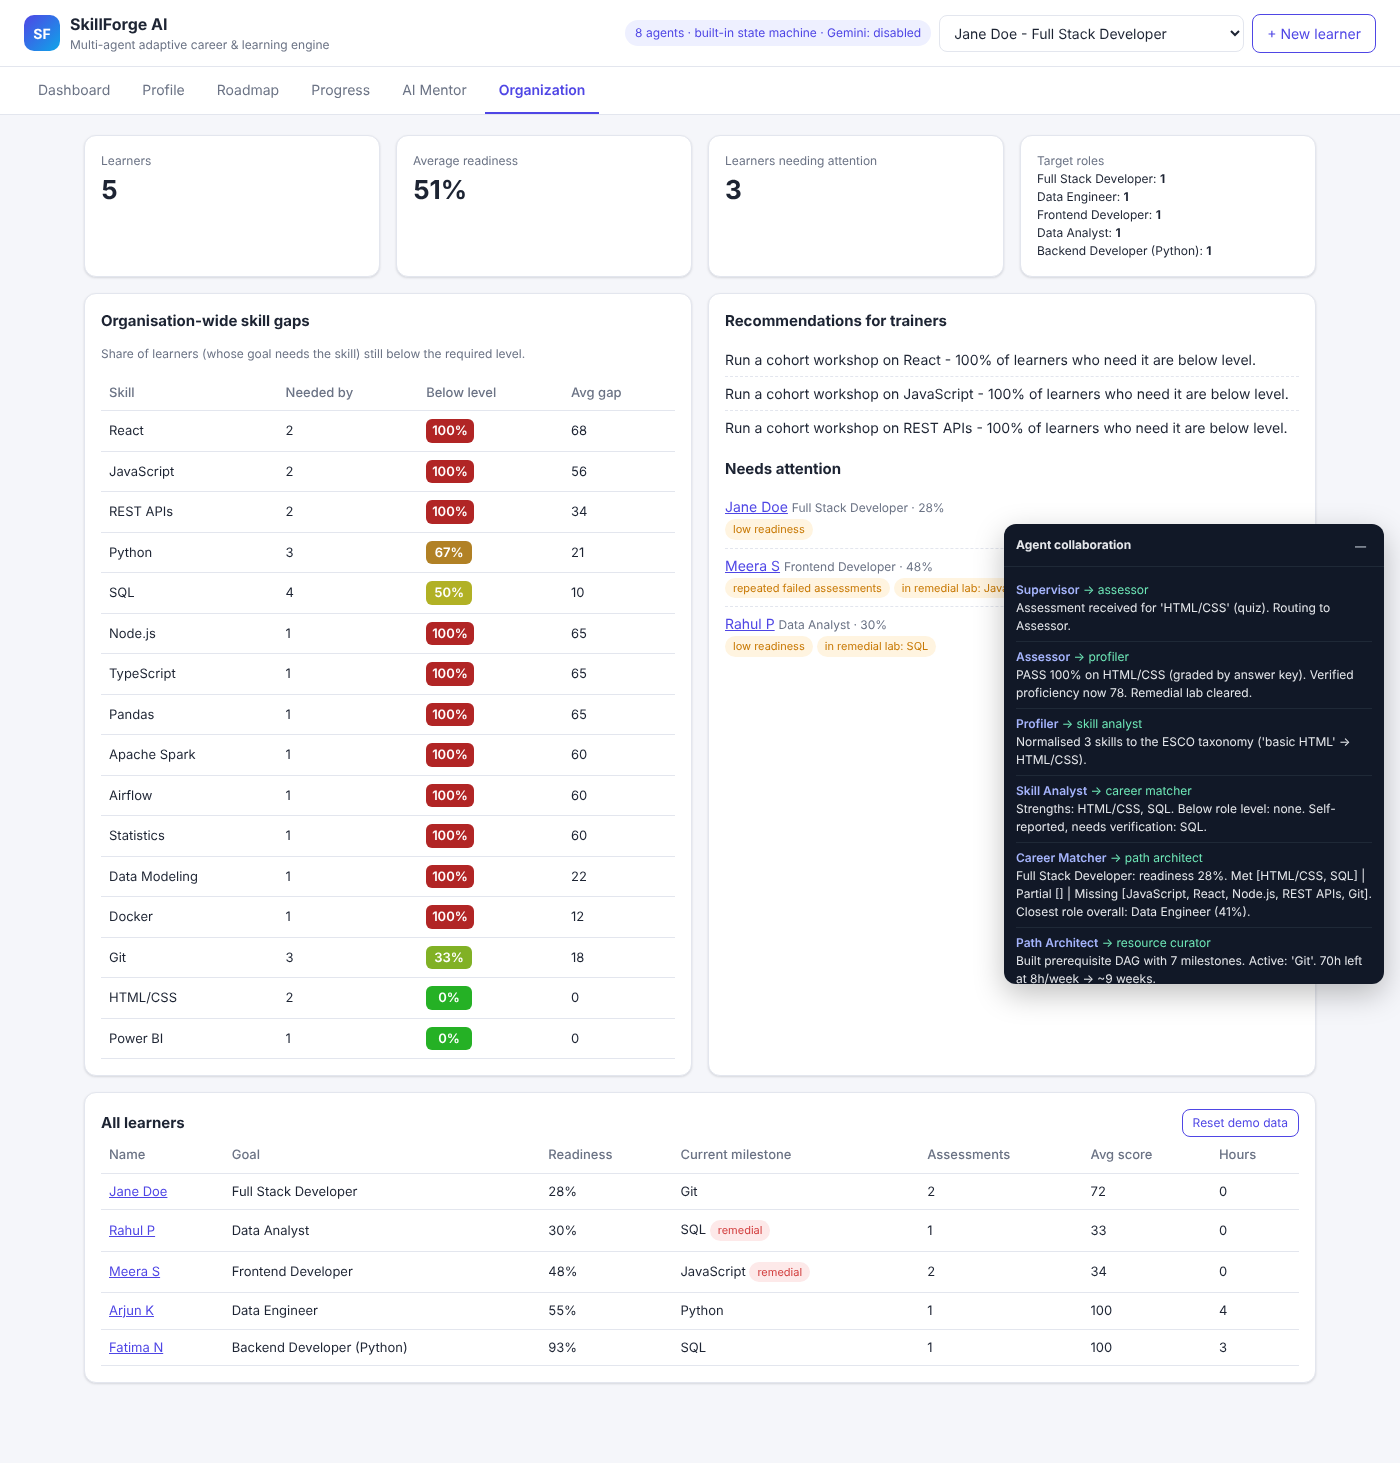 SF
SkillForge AI
Multi-agent adaptive career & learning engine
8 agents · built-in state machine · Gemini: disabled
Jane Doe - Full Stack Developer
+ New learner
Dashboard Profile Roadmap Progress AI Mentor Organization
Learners
5
Average readiness
51%
Learners needing attention
3
Target roles
Full Stack Developer: 1
Data Engineer: 1
Frontend Developer: 1
Data Analyst: 1
Backend Developer (Python): 1
Organisation-wide skill gaps
Share of learners (whose goal needs the skill) still below the required level.
Skill Needed by Below level Avg gap
React 2 100% 68
JavaScript 2 100% 56
REST APIs 2 100% 34
Python 3 67% 21
SQL 4 50% 10
Node.js 1 100% 65
TypeScript 1 100% 65
Pandas 1 100% 65
Apache Spark 1 100% 60
Airflow 1 100% 60
Statistics 1 100% 60
Data Modeling 1 100% 22
Docker 1 100% 12
Git 3 33% 18
HTML/CSS 2 0% 0
Power BI 1 0% 0
Recommendations for trainers
Run a cohort workshop on React - 100% of learners who need it are below level.
Run a cohort workshop on JavaScript - 100% of learners who need it are below level.
Run a cohort workshop on REST APIs - 100% of learners who need it are below level.
Needs attention
Jane Doe Full Stack Developer · 28%
low readiness
Meera S Frontend Developer · 48%
repeated failed assessments in remedial lab: Java
Rahul P Data Analyst · 30%
low readiness in remedial lab: SQL
Agent collaboration —
Supervisor → assessor
Assessment received for 'HTML/CSS' (quiz). Routing to
Assessor.
Assessor → profiler
PASS 100% on HTML/CSS (graded by answer key). Verified
proficiency now 78. Remedial lab cleared.
Profiler → skill analyst
Normalised 3 skills to the ESCO taxonomy ('basic HTML' →
HTML/CSS).
Skill Analyst → career matcher
Strengths: HTML/CSS, SQL. Below role level: none. Self-
reported, needs verification: SQL.
Career Matcher → path architect
Full Stack Developer: readiness 28%. Met [HTML/CSS, SQL] |
Partial [] | Missing [JavaScript, React, Node.js, REST APIs, Git].
Closest role overall: Data Engineer (41%).
Path Architect → resource curator
Built prerequisite DAG with 7 milestones. Active: 'Git'. 70h left
at 8h/week → ~9 weeks.
All learners
Reset demo data
Name Goal Readiness Current milestone Assessments Avg score Hours
Jane Doe Full Stack Developer 28% Git 2 72 0
Rahul P Data Analyst 30% SQL remedial 1 33 0
Meera S Frontend Developer 48% JavaScript remedial 2 34 0
Arjun K Data Engineer 55% Python 1 100 4
Fatima N Backend Developer (Python) 93% SQL 1 100 3